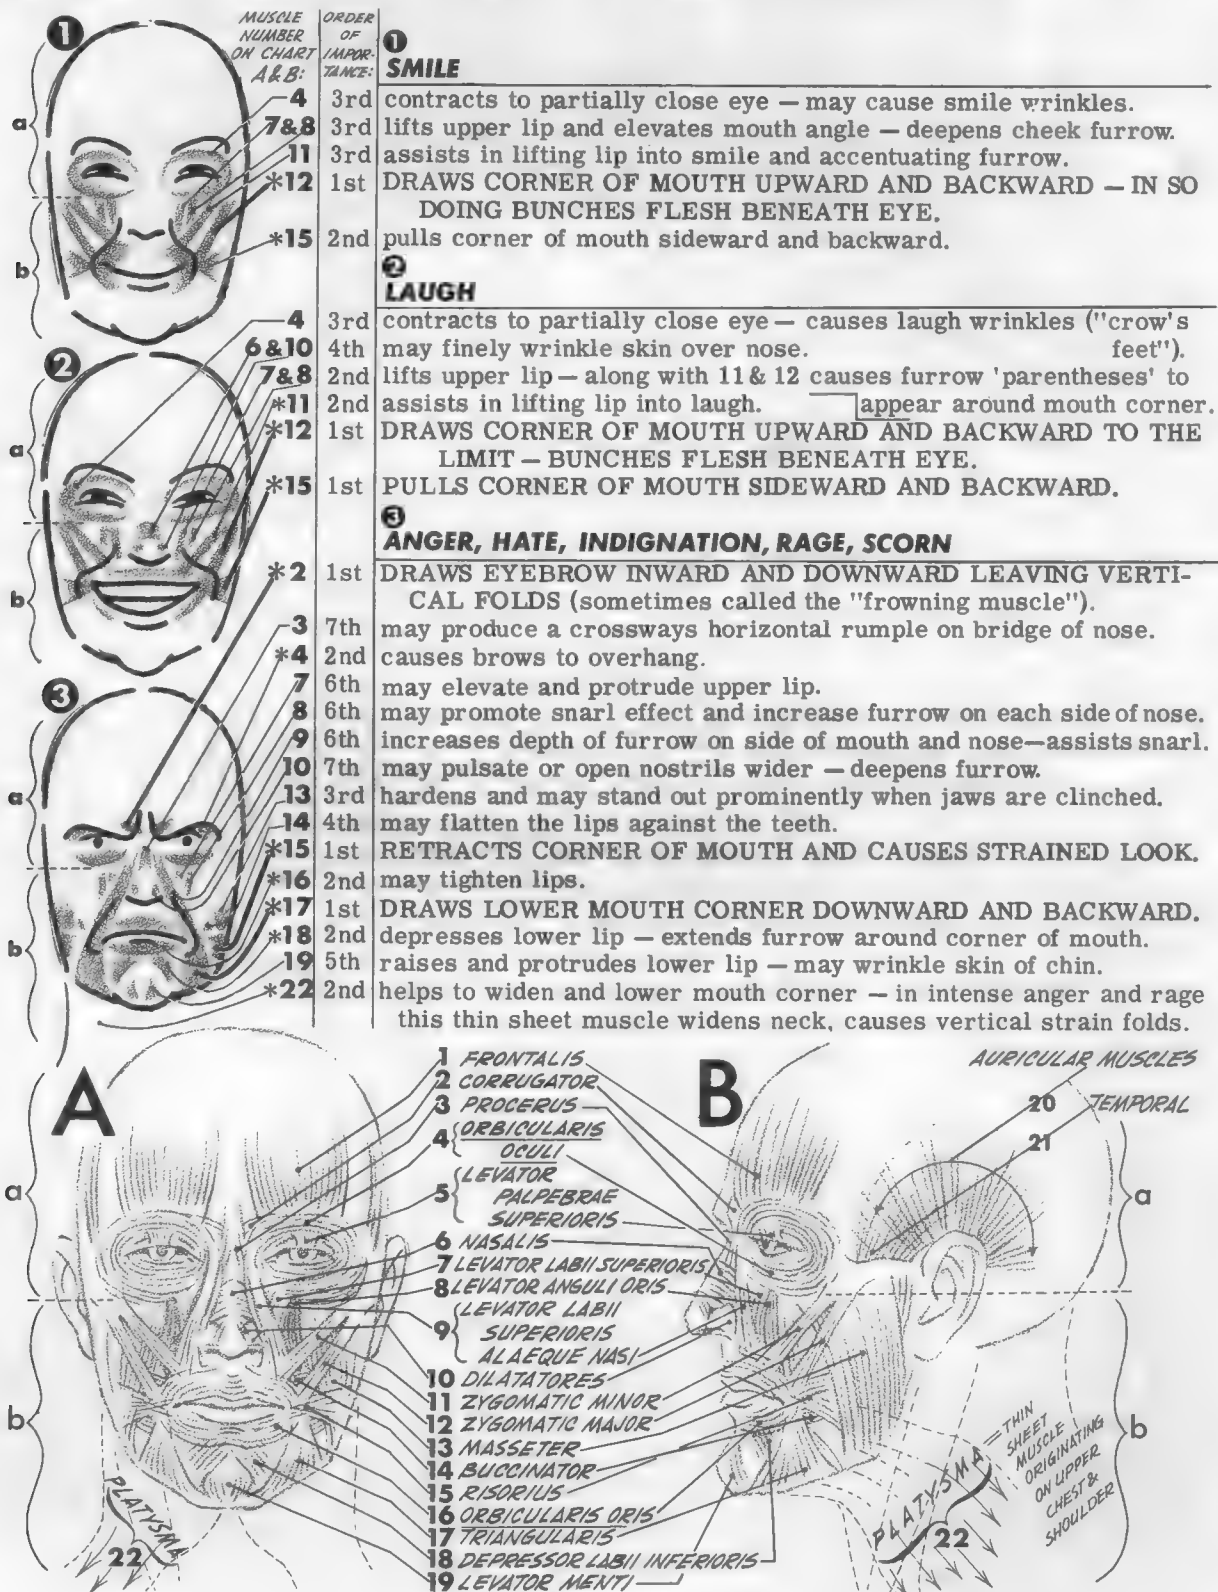 1
MUSCLE NUMBER ON CHART A & B:
ORDER OF IMPOR- TANCE:
1
SMILE
a
b
4 3rd contracts to partially close eye — may cause smile wrinkles.
7&8 3rd lifts upper lip and elevates mouth angle — deepens cheek furrow.
11 3rd assists in lifting lip into smile and accentuating furrow.
*12 1st DRAWS CORNER OF MOUTH UPWARD AND BACKWARD — IN SO
DOING BUNCHES FLESH BENEATH EYE.
*15 2nd pulls corner of mouth sideward and backward.
2
LAUGH
2
a
b
4 3rd contracts to partially close eye — causes laugh wrinkles ("crow's
6 & 10 4th may finely wrinkle skin over nose. feet").
7&8 2nd lifts upper lip — along with 11 & 12 causes furrow 'parentheses' to
*11 2nd assists in lifting lip into laugh. appear around mouth corner.
*12 1st DRAWS CORNER OF MOUTH UPWARD AND BACKWARD TO THE
LIMIT — BUNCHES FLESH BENEATH EYE.
*15 1st PULLS CORNER OF MOUTH SIDEWARD AND BACKWARD.
3
ANGER, HATE, INDIGNATION, RAGE, SCORN
3
a
b
*2 1st DRAWS EYEBROW INWARD AND DOWNWARD LEAVING VERTI-
CAL FOLDS (sometimes called the "frowning muscle").
3 7th may produce a crossways horizontal rumple on bridge of nose.
*4 2nd causes brows to overhang.
7 6th may elevate and protrude upper lip.
8 6th may promote snarl effect and increase furrow on each side of nose.
9 6th increases depth of furrow on side of mouth and nose—assists snarl.
10 7th may pulsate or open nostrils wider — deepens furrow.
13 3rd hardens and may stand out prominently when jaws are clinched.
14 4th may flatten the lips against the teeth.
*15 1st RETRACTS CORNER OF MOUTH AND CAUSES STRAINED LOOK.
*16 2nd may tighten lips.
*17 1st DRAWS LOWER MOUTH CORNER DOWNWARD AND BACKWARD.
*18 2nd depresses lower lip — extends furrow around corner of mouth.
19 5th raises and protrudes lower lip — may wrinkle skin of chin.
*22 2nd helps to widen and lower mouth corner — in intense anger and rage
this thin sheet muscle widens neck, causes vertical strain folds.
A
a
b
1 FRONTALIS
2 CORRUGATOR
3 PROCERUS
4 ORBICULARIS
OCULI
5 LEVATOR
PALPEBRAE
SUPERIORIS
6 NASALIS
7 LEVATOR LABII SUPERIORIS
8 LEVATOR ANGULI ORIS
9 LEVATOR LABII
SUPERIORIS
ALAEQUE NASI
10 DILATATORES
11 ZYGOMATIC MINOR
12 ZYGOMATIC MAJOR
13 MASSETER
14 BUCCINATOR
15 RISORIUS
16 ORBICULARIS ORIS
17 TRIANGULARIS
18 DEPRESSOR LABII INFERIORIS
19 LEVATOR MENTI
PLATYSMA
22
B
AURICULAR MUSCLES
20 TEMPORAL
21
a
b
PLATYSMA
22
=THIN
SHEET
MUSCLE
ORIGINATING
ON UPPER
CHEST &
SHOULDER